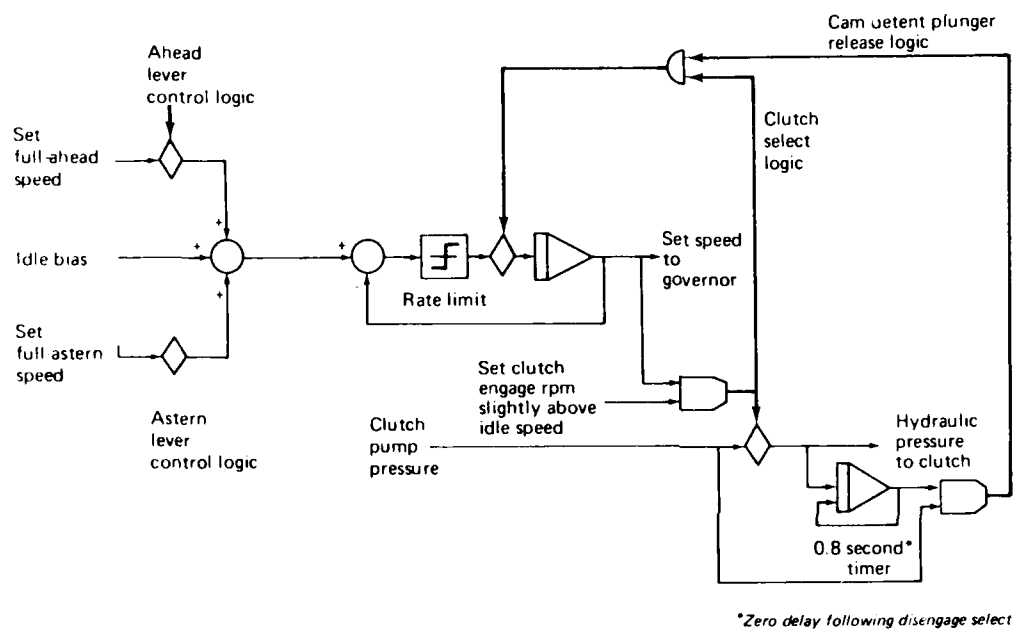 Cam detent plunger
release logic
Ahead
lever
control logic
Set
full-ahead
speed
Clutch
select
logic
+
+
+
+
Idle bias
Set speed
to
governor
Rate limit
Set
full-astern
speed
Set clutch
engage rpm
slightly above
idle speed
Astern
lever
control logic
Clutch
pump
pressure
Hydraulic
pressure
to clutch
0.8 second*
timer
*Zero delay following disengage select